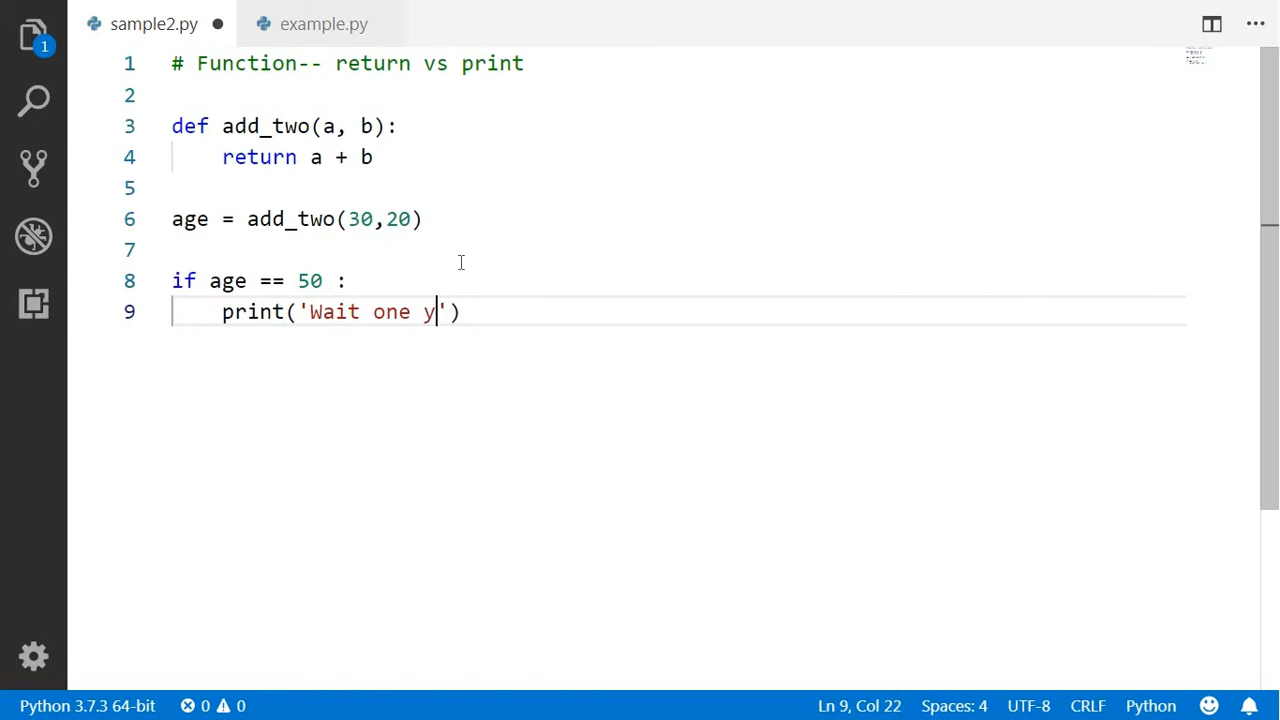 sample2.py
example.py
1
1 # Function-- return vs print
2
3 def add_two(a, b):
4 return a + b
5
6 age = add_two(30,20)
7
8 if age == 50 :
9 print('Wait one y')
Python 3.7.3 64-bit
0
0
Ln 9, Col 22
Spaces: 4
UTF-8
CRLF
Python